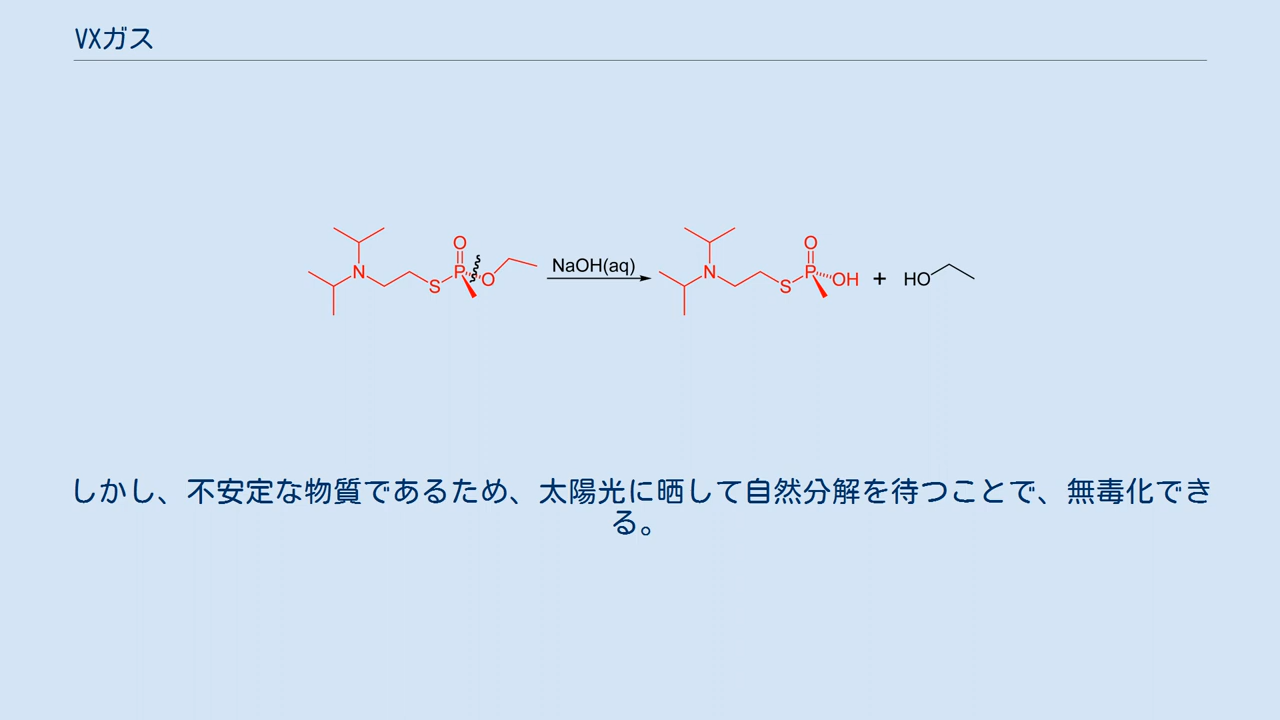 VXガス
N
S
P
O
O
NaOH(aq)
N
S
P
O
OH
+
HO
しかし、不安定な物質であるため、太陽光に晒して自然分解を待つことで、無毒化でき
る。